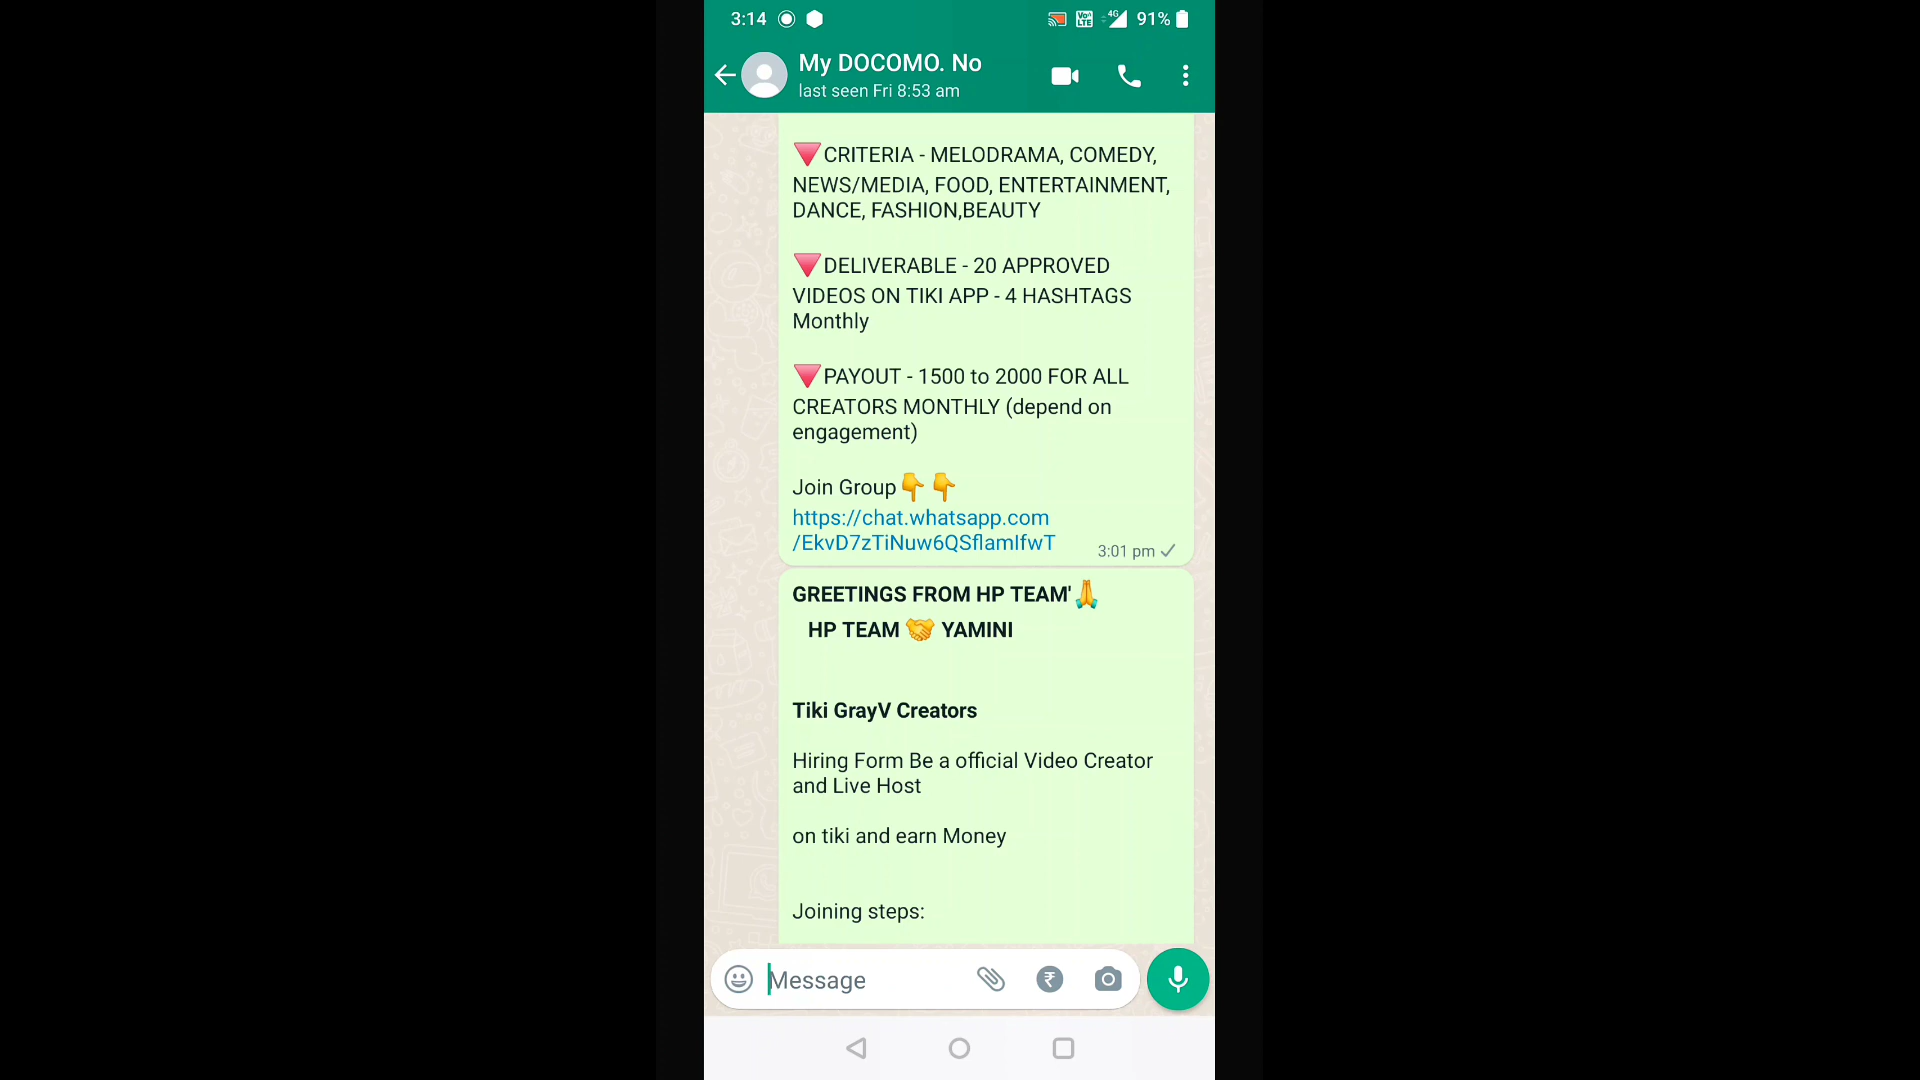 3:14 Vo) LTE 4G 91%
My DOCOMO. No
last seen Fri 8:53 am
🔻CRITERIA - MELODRAMA, COMEDY,
NEWS/MEDIA, FOOD, ENTERTAINMENT,
DANCE, FASHION,BEAUTY
🔻DELIVERABLE - 20 APPROVED
VIDEOS ON TIKI APP - 4 HASHTAGS
Monthly
🔻PAYOUT - 1500 to 2000 FOR ALL
CREATORS MONTHLY (depend on
engagement)
Join Group👇👇
https://chat.whatsapp.com
/EkvD7zTiNuw6QSflamIfwT
3:01 pm
GREETINGS FROM HP TEAM'🙏
HP TEAM 🤝 YAMINI
Tiki GrayV Creators
Hiring Form Be a official Video Creator
and Live Host
on tiki and earn Money
Joining steps:
Message